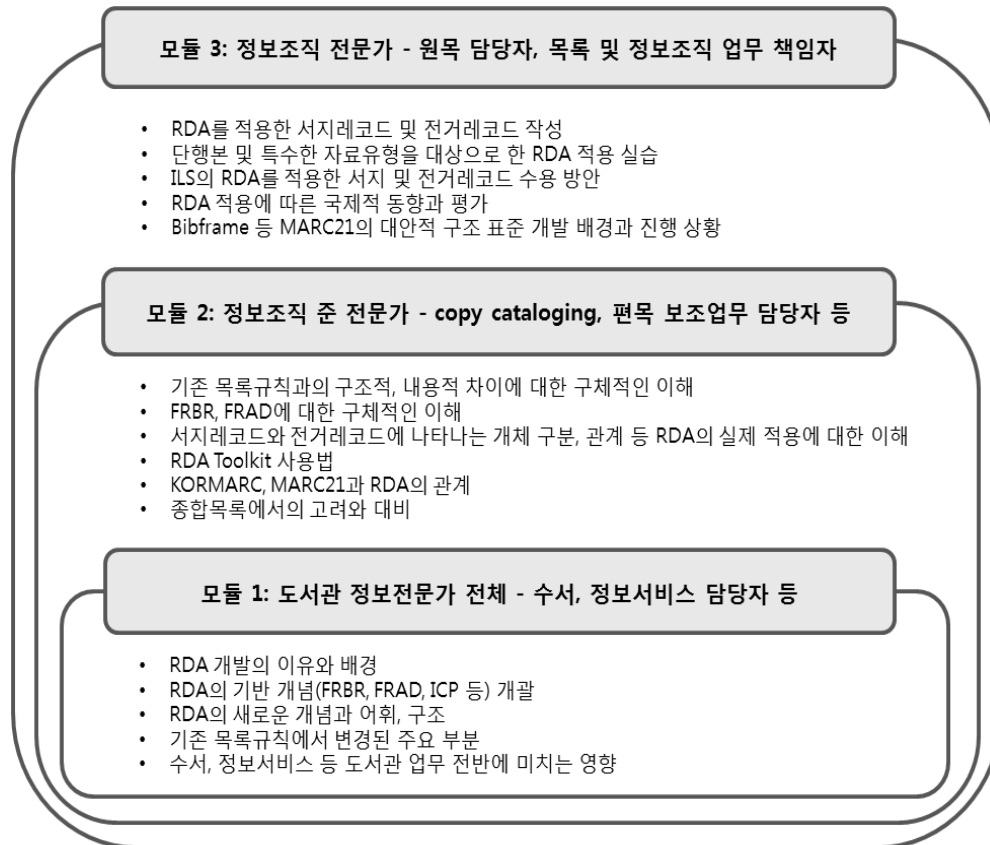 모듈 3: 정보조직 전문가 - 원목 담당자, 목록 및 정보조직 업무 책임자
• RDA를 적용한 서지레코드 및 전거레코드 작성
• 단행본 및 특수한 자료유형을 대상으로 한 RDA 적용 실습
• ILS의 RDA를 적용한 서지 및 전거레코드 수용 방안
• RDA 적용에 따른 국제적 동향과 평가
• Bibframe 등 MARC21의 대안적 구조 표준 개발 배경과 진행 상황
모듈 2: 정보조직 준 전문가 - copy cataloging, 편목 보조업무 담당자 등
• 기존 목록규칙과의 구조적, 내용적 차이에 대한 구체적인 이해
• FRBR, FRAD에 대한 구체적인 이해
• 서지레코드와 전거레코드에 나타나는 개체 구분, 관계 등 RDA의 실제 적용에 대한 이해
• RDA Toolkit 사용법
• KORMARC, MARC21과 RDA의 관계
• 종합목록에서의 고려와 대비
모듈 1: 도서관 정보전문가 전체 - 수서, 정보서비스 담당자 등
• RDA 개발의 이유와 배경
• RDA의 기반 개념(FRBR, FRAD, ICP 등) 개괄
• RDA의 새로운 개념과 어휘, 구조
• 기존 목록규칙에서 변경된 주요 부분
• 수서, 정보서비스 등 도서관 업무 전반에 미치는 영향